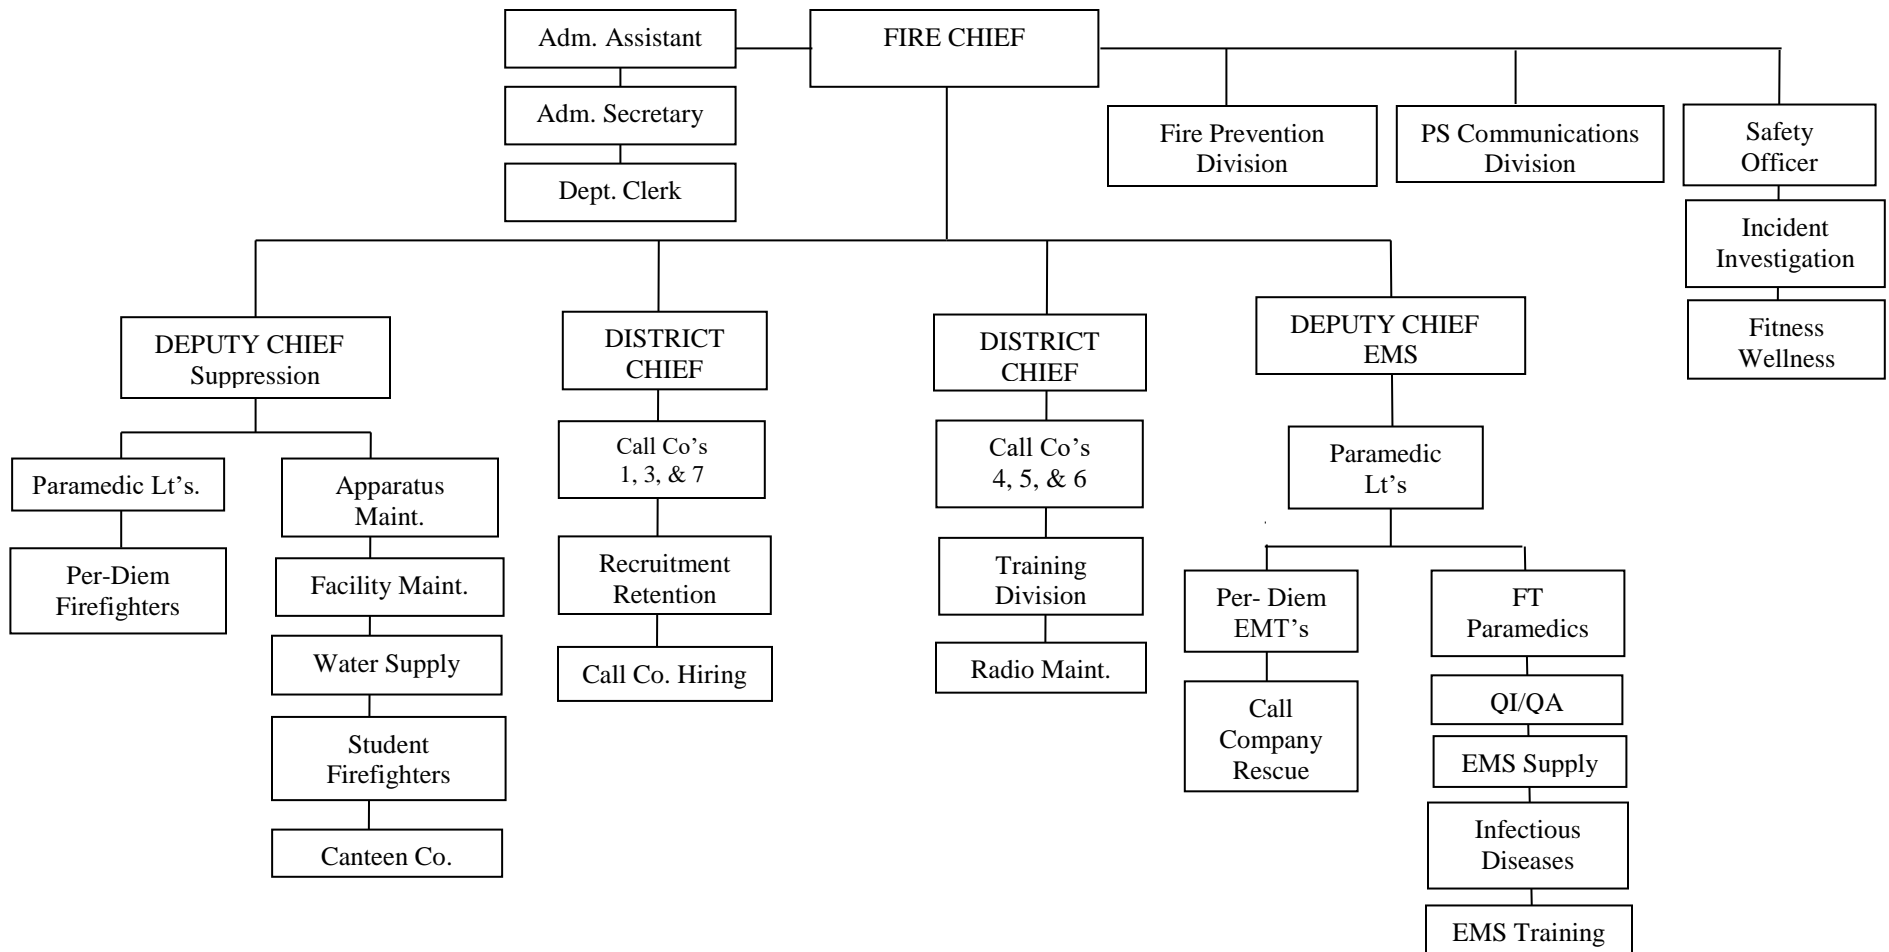 Adm. Assistant
FIRE CHIEF
Adm. Secretary
Dept. Clerk
Fire Prevention
Division
PS Communications
Division
Safety
Officer
Incident
Investigation
Fitness
Wellness
DEPUTY CHIEF
Suppression
Paramedic Lt’s.
Per-Diem
Firefighters
Apparatus
Maint.
Facility Maint.
Water Supply
Student
Firefighters
Canteen Co.
DISTRICT
CHIEF
Call Co’s
1, 3, & 7
Recruitment
Retention
Call Co. Hiring
DISTRICT
CHIEF
Call Co’s
4, 5, & 6
Training
Division
Radio Maint.
DEPUTY CHIEF
EMS
Paramedic
Lt’s
Per- Diem
EMT’s
Call
Company
Rescue
FT
Paramedics
QI/QA
EMS Supply
Infectious
Diseases
EMS Training